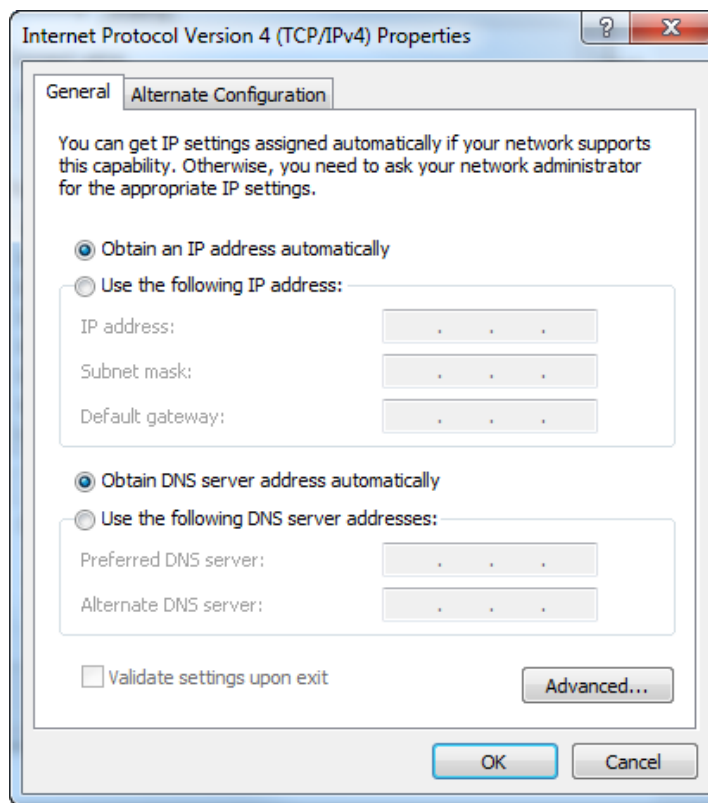 Internet Protocol Version 4 (TCP/IPv4) Properties
General
Alternate Configuration
You can get IP settings assigned automatically if your network supports
this capability. Otherwise, you need to ask your network administrator
for the appropriate IP settings.
Obtain an IP address automatically
Use the following IP address:
IP address:
Subnet mask:
Default gateway:
Obtain DNS server address automatically
Use the following DNS server addresses:
Preferred DNS server:
Alternate DNS server:
Validate settings upon exit
Advanced...
OK
Cancel